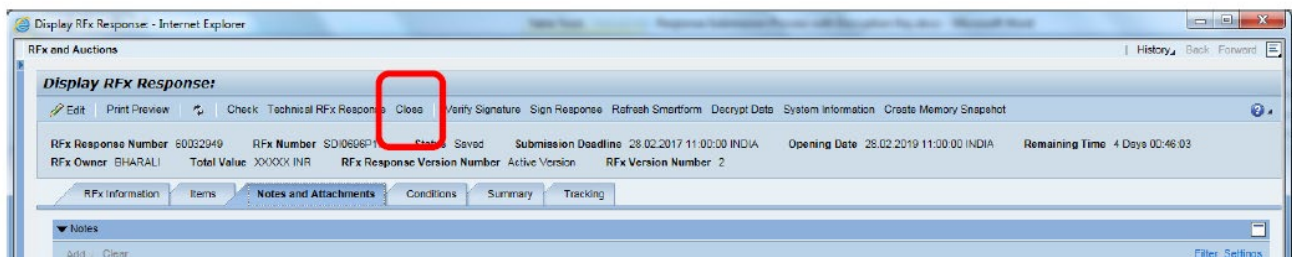 Display RFx Response: - Internet Explorer
RFx and Auctions
History Back Forward
Display RFx Response:
Edit Print Preview Check Technical RFx Response Close Verify Signature Sign Response Refresh Smartform Decrypt Data System Information Create Memory Snapshot
RFx Response Number 60032949 RFx Number SDI0696P1 Status Saved Submission Deadline 28.02.2017 11:00:00 INDIA Opening Date 28.02.2019 11:00:00 INDIA Remaining Time 4 Days 00:46:03
RFx Owner BHARALI Total Value XXXXX INR RFx Response Version Number Active Version RFx Version Number 2
RFx Information Items Notes and Attachments Conditions Summary Tracking
Notes
Add Clear Filter Settings